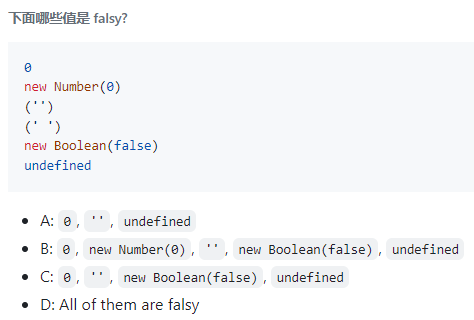 下面哪些值是 falsy?
0
new Number(0)
('')
(' ')
new Boolean(false)
undefined
A: 0, '', undefined
B: 0, new Number(0), '', new Boolean(false), undefined
C: 0, '', new Boolean(false), undefined
D: All of them are falsy